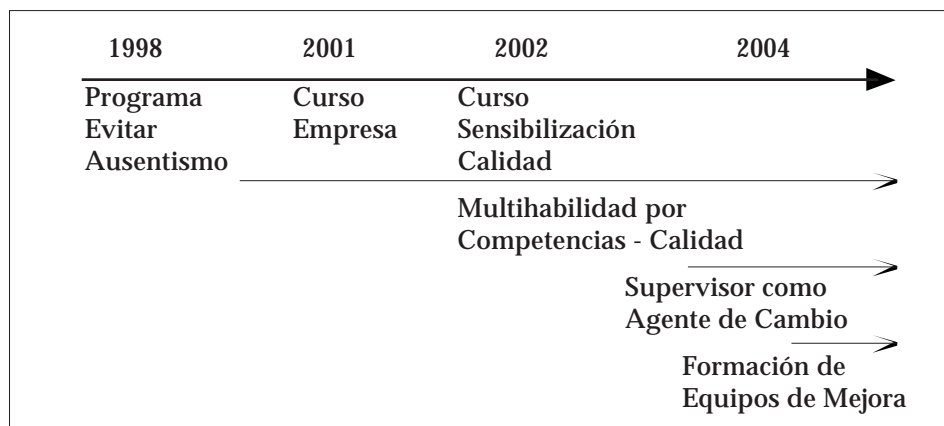 1998 2001 2002 2004
Programa Curso Curso
Evitar Empresa Sensibilización
Ausentismo Calidad
Multihabilidad por
Competencias - Calidad
Supervisor como
Agente de Cambio
Formación de
Equipos de Mejora